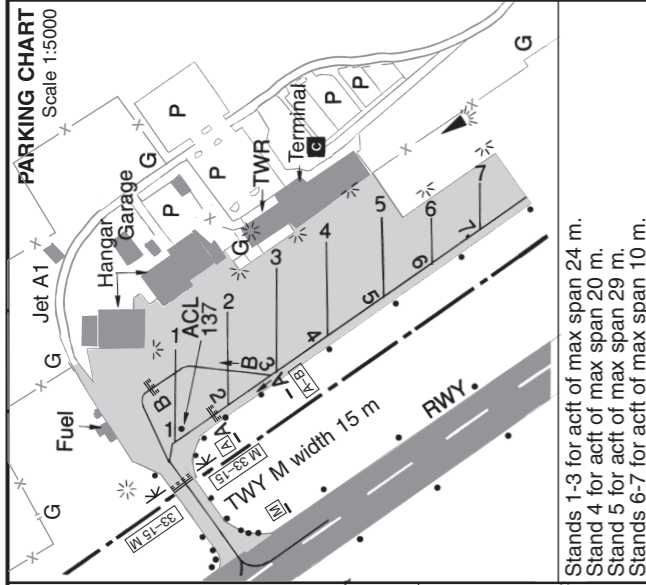 PARKING CHART
Scale 1:5000
Jet A1
Hangar
Garage
G
G
G
G
G
P
P
P
P
P
P
Fuel
TWR
Terminal
C
ACL
137
1
2
3
4
5
6
7
1
2
3
4
5
6
7
B
B
A
A
A
A-B
33-15 M
M 33-15
M
TWY M width 15 m
RWY
Stands 1-3 for acft of max span 24 m.
Stand 4 for acft of max span 20 m.
Stand 5 for acft of max span 29 m.
Stands 6-7 for acft of max span 10 m.